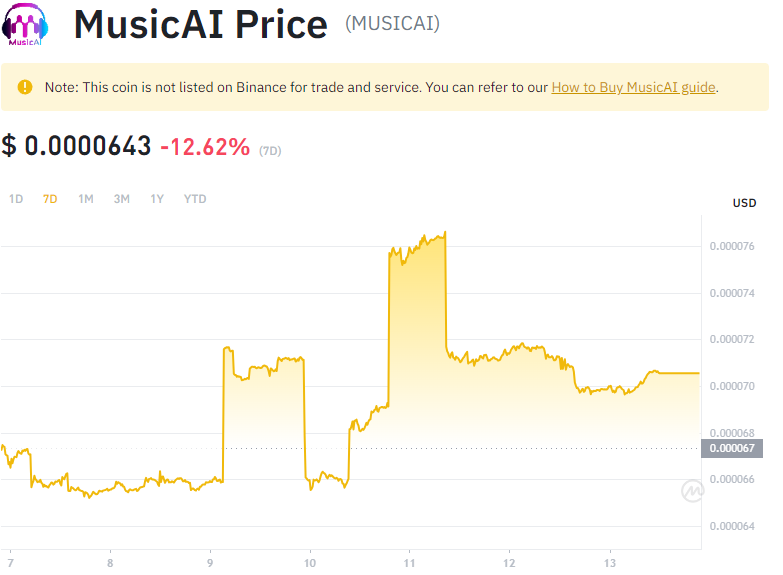 MusicAI
MusicAI Price (MUSICAI)
Note: This coin is not listed on Binance for trade and service. You can refer to our How to Buy MusicAI guide.
$ 0.0000643 -12.62% (7D)
1D 7D 1M 3M 1Y YTD
USD
0.000076
0.000074
0.000072
0.000070
0.000068
0.000067
0.000066
0.000064
7 8 9 10 11 12 13